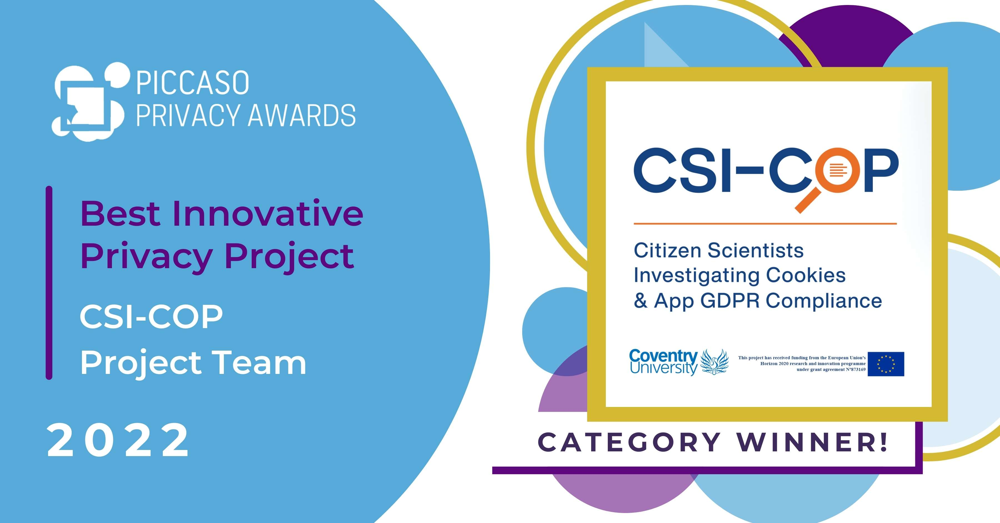 PICCASO
PRIVACY AWARDS
Best Innovative
Privacy Project
CSI-COP
Project Team
2022
CSI-COP
Citizen Scientists
Investigating Cookies
& App GDPR Compliance
Coventry
University
This project has received funding from the European Union's
Horizon 2020 research and innovation programme
under grant agreement N°873169
CATEGORY WINNER!